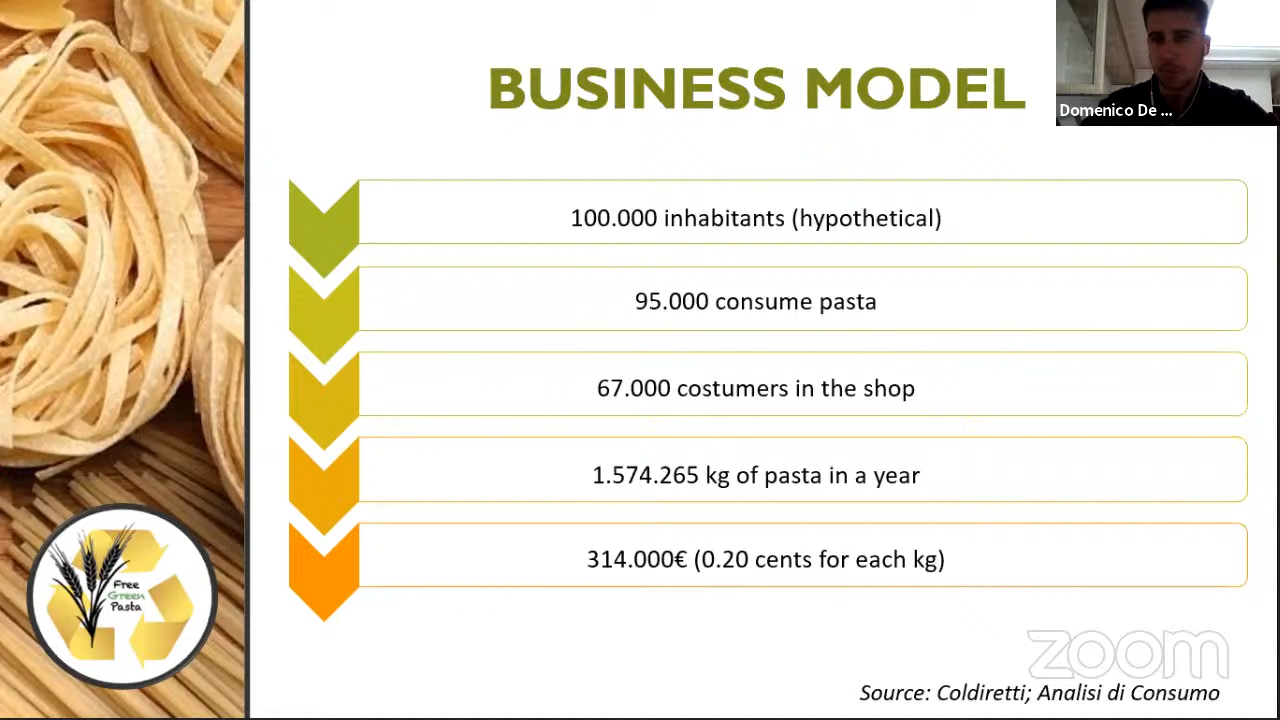 BUSINESS MODEL
Domenico De ...
100.000 inhabitants (hypothetical)
95.000 consume pasta
67.000 costumers in the shop
1.574.265 kg of pasta in a year
314.000€ (0.20 cents for each kg)
Free
Green
Pasta
zoom
Source: Coldiretti; Analisi di Consumo